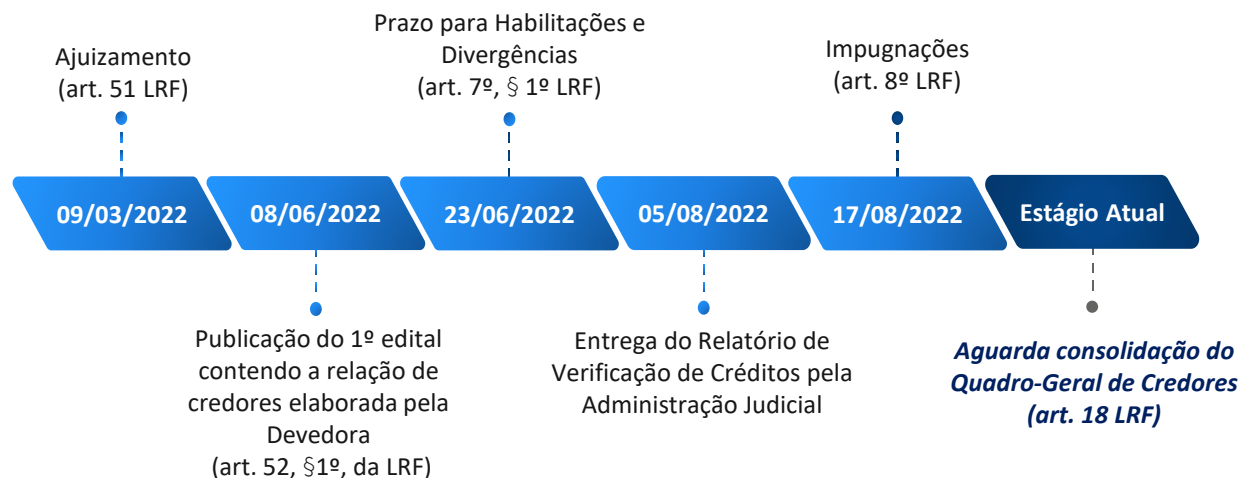 Ajuizamento
(art. 51 LRF)
Prazo para Habilitações e
Divergências
(art. 7º, § 1º LRF)
Impugnações
(art. 8º LRF)
09/03/2022
08/06/2022
23/06/2022
05/08/2022
17/08/2022
Estágio Atual
Publicação do 1º edital
contendo a relação de
credores elaborada pela
Devedora
(art. 52, §1º, da LRF)
Entrega do Relatório de
Verificação de Créditos pela
Administração Judicial
Aguarda consolidação do
Quadro-Geral de Credores
(art. 18 LRF)